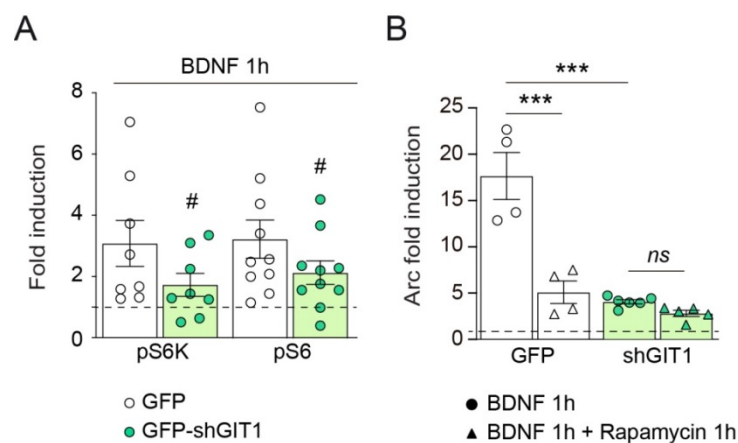 A
BDNF 1h
Fold induction
8
6
4
2
0
#
#
pS6K pS6
GFP
GFP-shGIT1
B
***
***
ns
Arc fold induction
25
20
15
10
5
0
GFP shGIT1
BDNF 1h
BDNF 1h + Rapamycin 1h